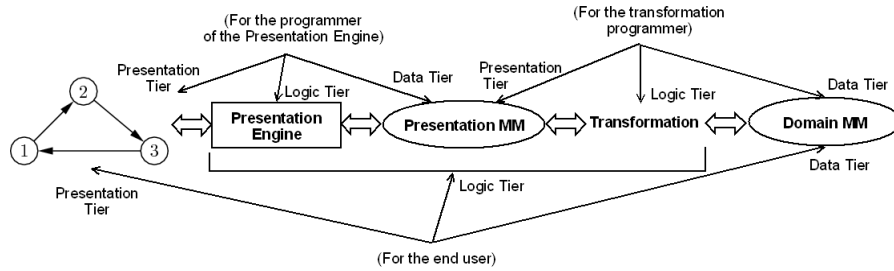 (For the programmer
of the Presentation Engine)
(For the transformation
programmer)
Presentation
Tier
Logic Tier
Data Tier
Presentation
Tier
Logic Tier
Data Tier
2
1
3
Presentation
Engine
Presentation MM
Transformation
Domain MM
Presentation
Tier
Logic Tier
Data Tier
(For the end user)